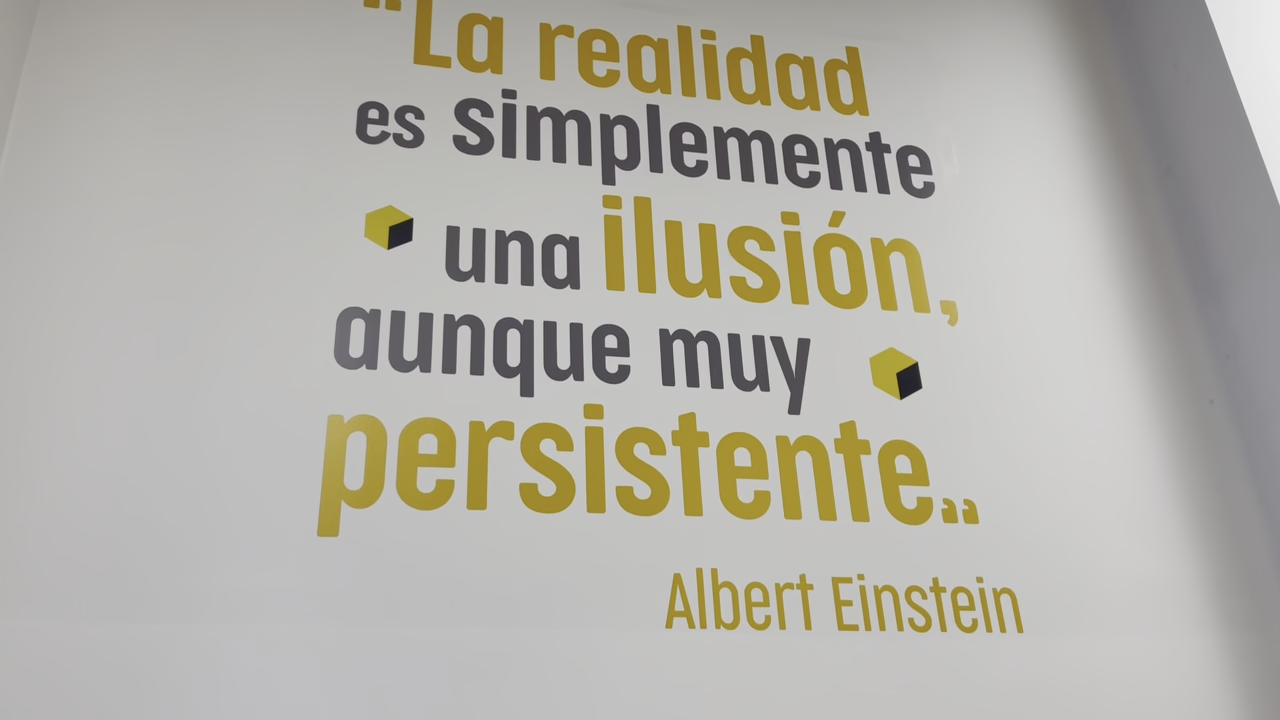 “La realidad
es simplemente
una ilusión,
aunque muy
persistente„
Albert Einstein